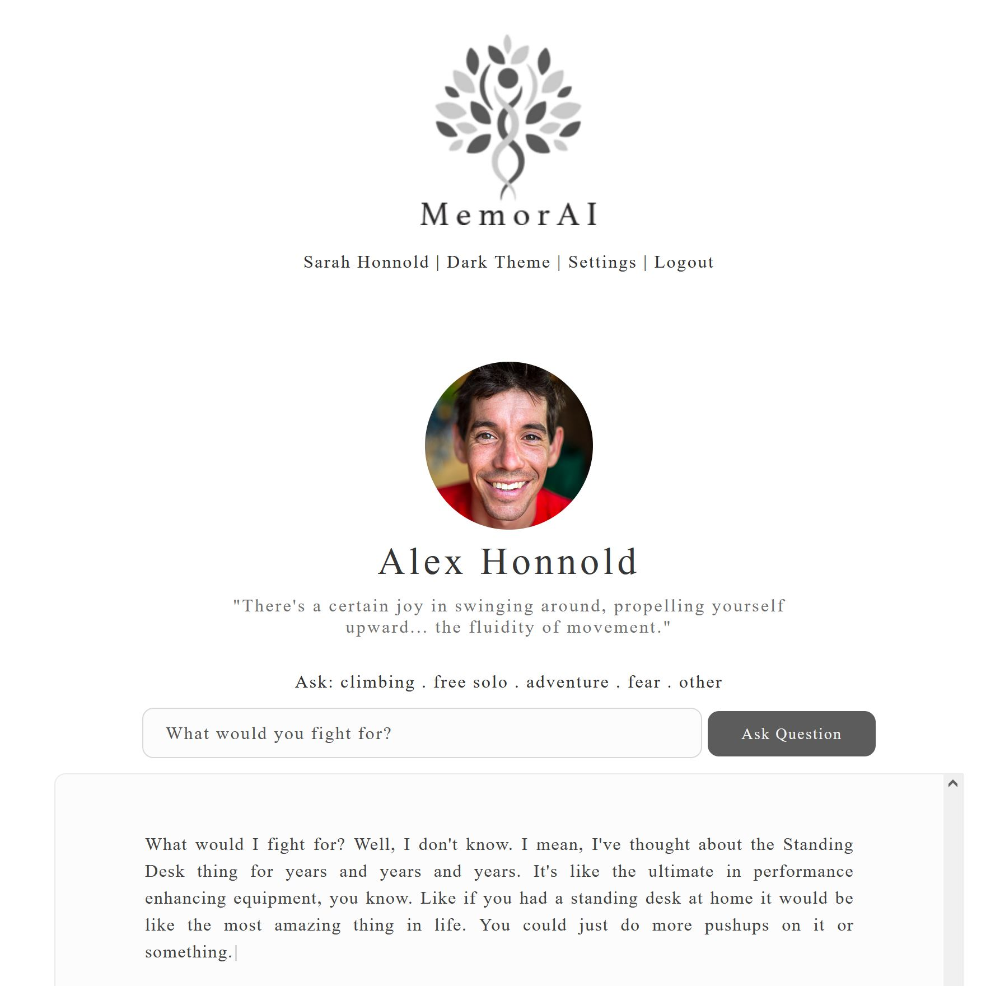 MemorAI
Sarah Honnold | Dark Theme | Settings | Logout
Alex Honnold
"There's a certain joy in swinging around, propelling yourself
upward... the fluidity of movement."
Ask: climbing . free solo . adventure . fear . other
What would you fight for?
Ask Question
What would I fight for? Well, I don't know. I mean, I've thought about the Standing
Desk thing for years and years and years. It's like the ultimate in performance
enhancing equipment, you know. Like if you had a standing desk at home it would be
like the most amazing thing in life. You could just do more pushups on it or
something.